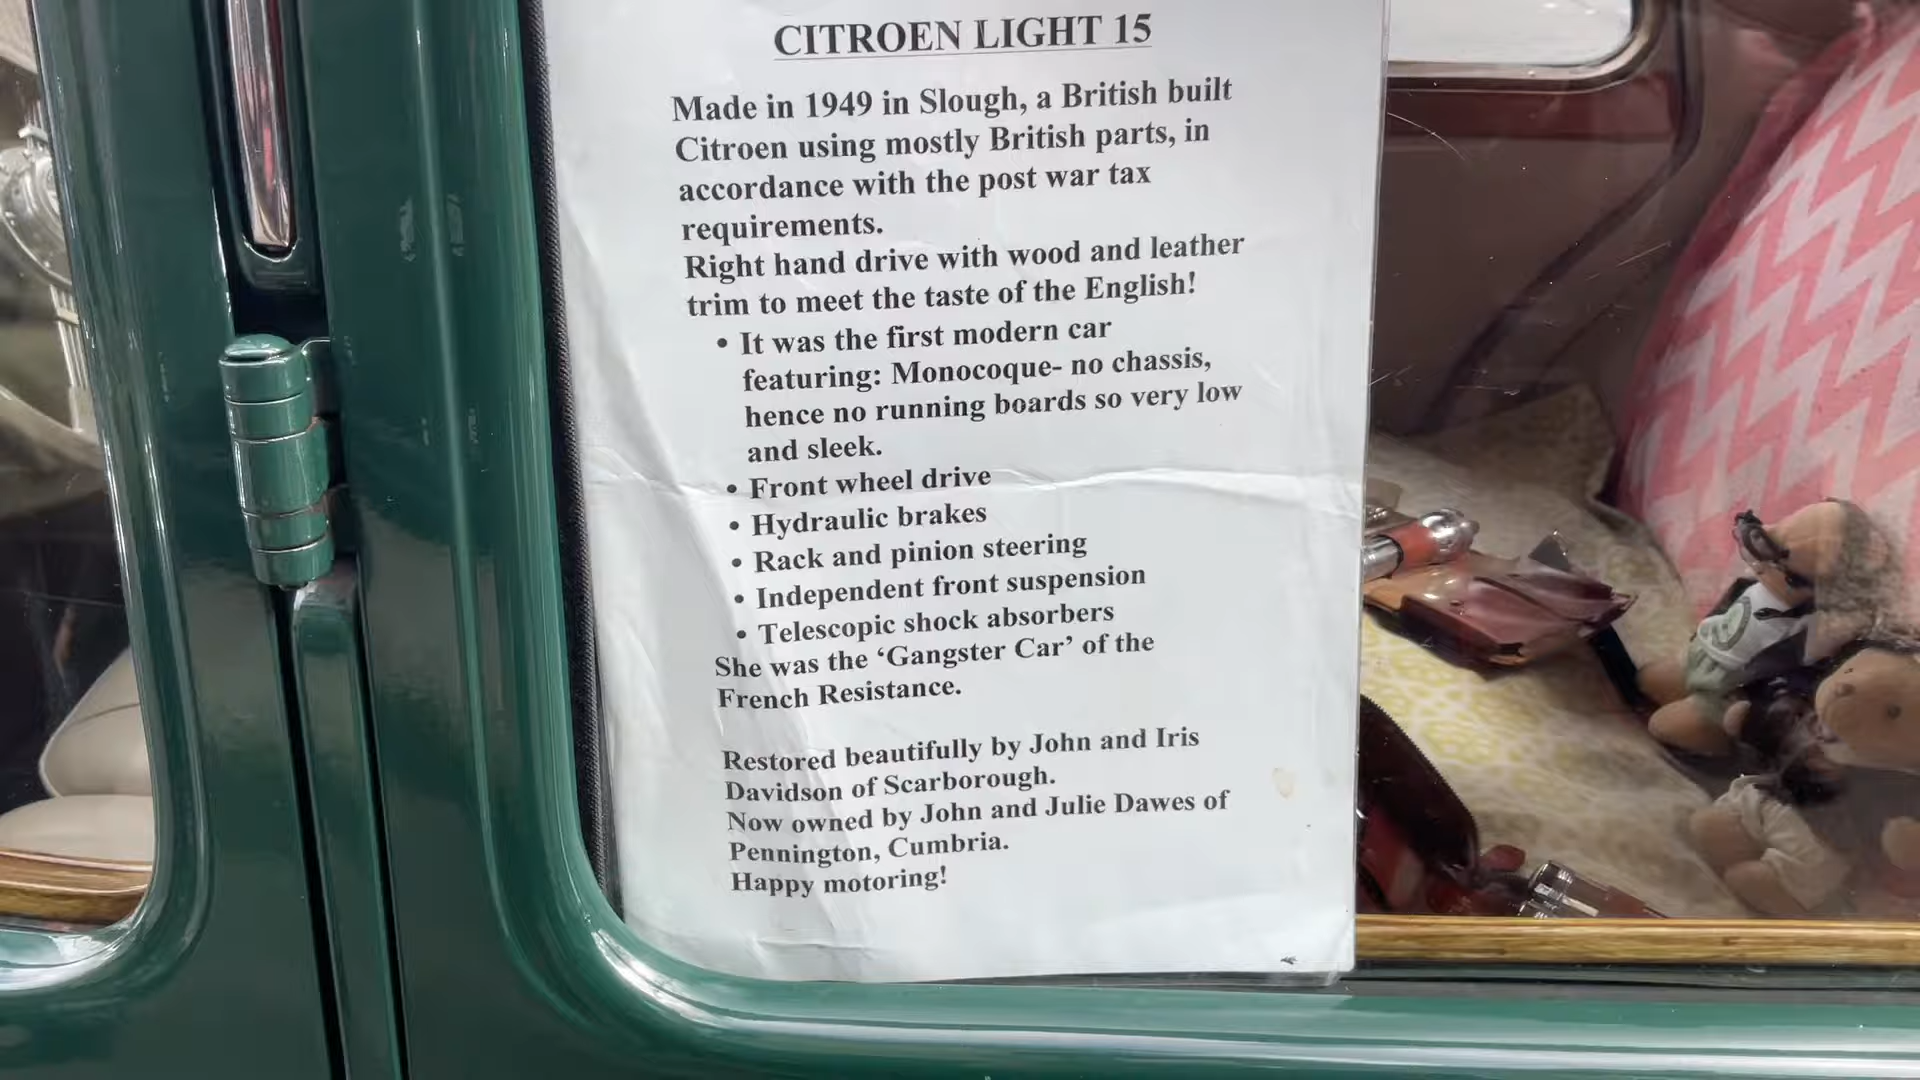 CITROEN LIGHT 15
Made in 1949 in Slough, a British built
Citroen using mostly British parts, in
accordance with the post war tax
requirements.
Right hand drive with wood and leather
trim to meet the taste of the English!
• It was the first modern car
featuring: Monocoque- no chassis,
hence no running boards so very low
and sleek.
• Front wheel drive
• Hydraulic brakes
• Rack and pinion steering
• Independent front suspension
• Telescopic shock absorbers
She was the ‘Gangster Car’ of the
French Resistance.
Restored beautifully by John and Iris
Davidson of Scarborough.
Now owned by John and Julie Dawes of
Pennington, Cumbria.
Happy motoring!